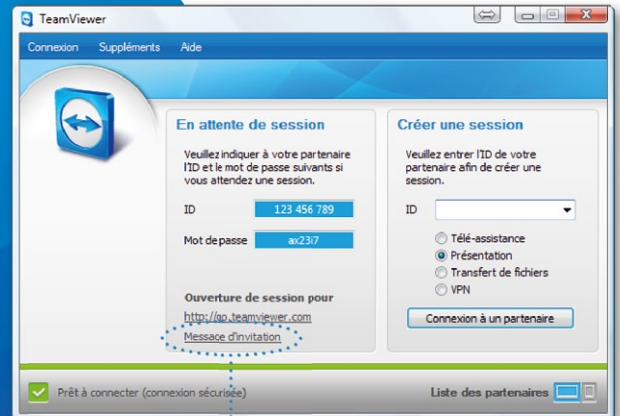 TeamViewer
Connexion Suppléments Aide
En attente de session
Veuillez indiquer à votre partenaire
l'ID et le mot de passe suivants si
vous attendez une session.
ID 123 456 789
Mot de passe ax23i7
Ouverture de session pour
http://go.teamviewer.com
Message d'invitation
Créer une session
Veuillez entrer l'ID de votre
partenaire afin de créer une
session.
ID
Télé-assistance
Présentation
Transfert de fichiers
VPN
Connexion à un partenaire
Prêt à connecter (connexion sécurisée)
Liste des partenaires